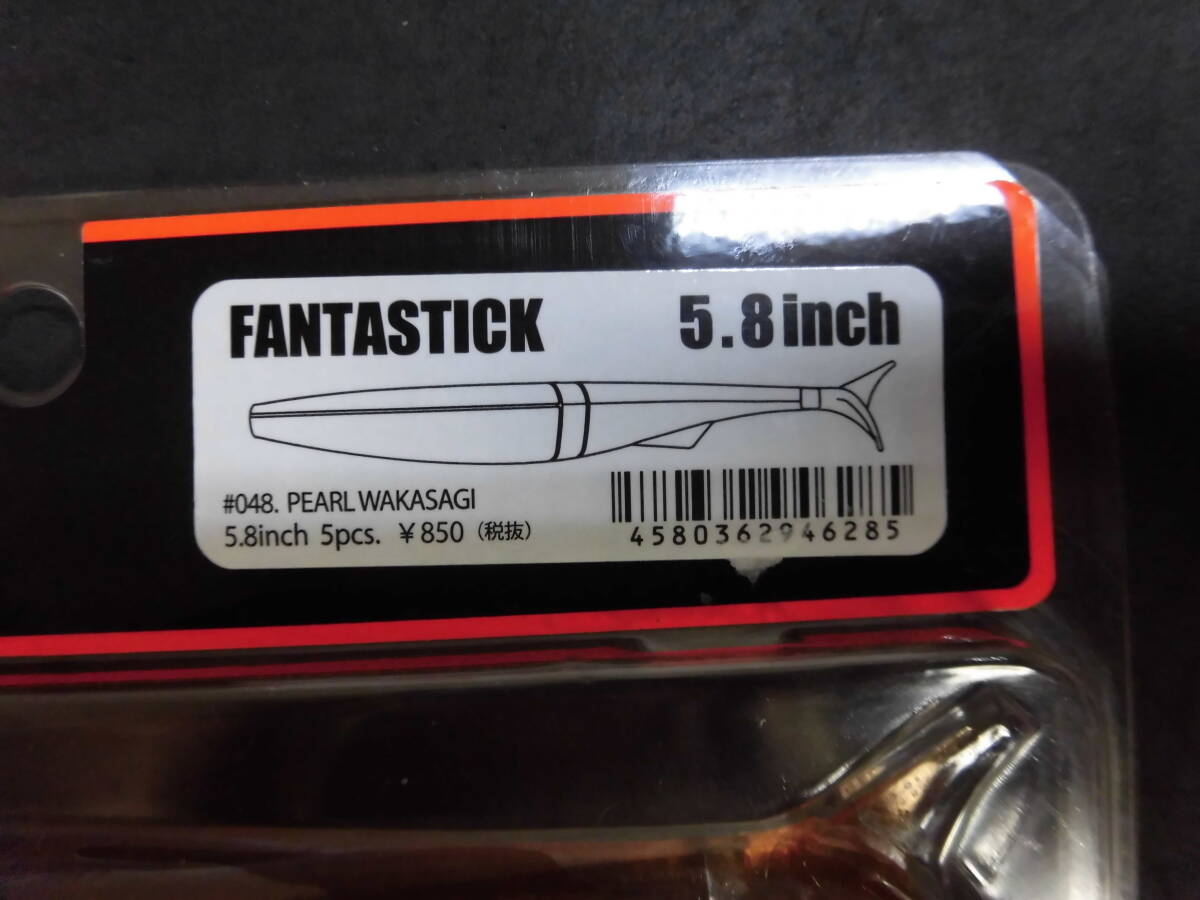 FANTASTICK 5.8inch
#048. PEARL WAKASAGI
5.8inch 5pcs. ￥850 (税抜)
4580362946285